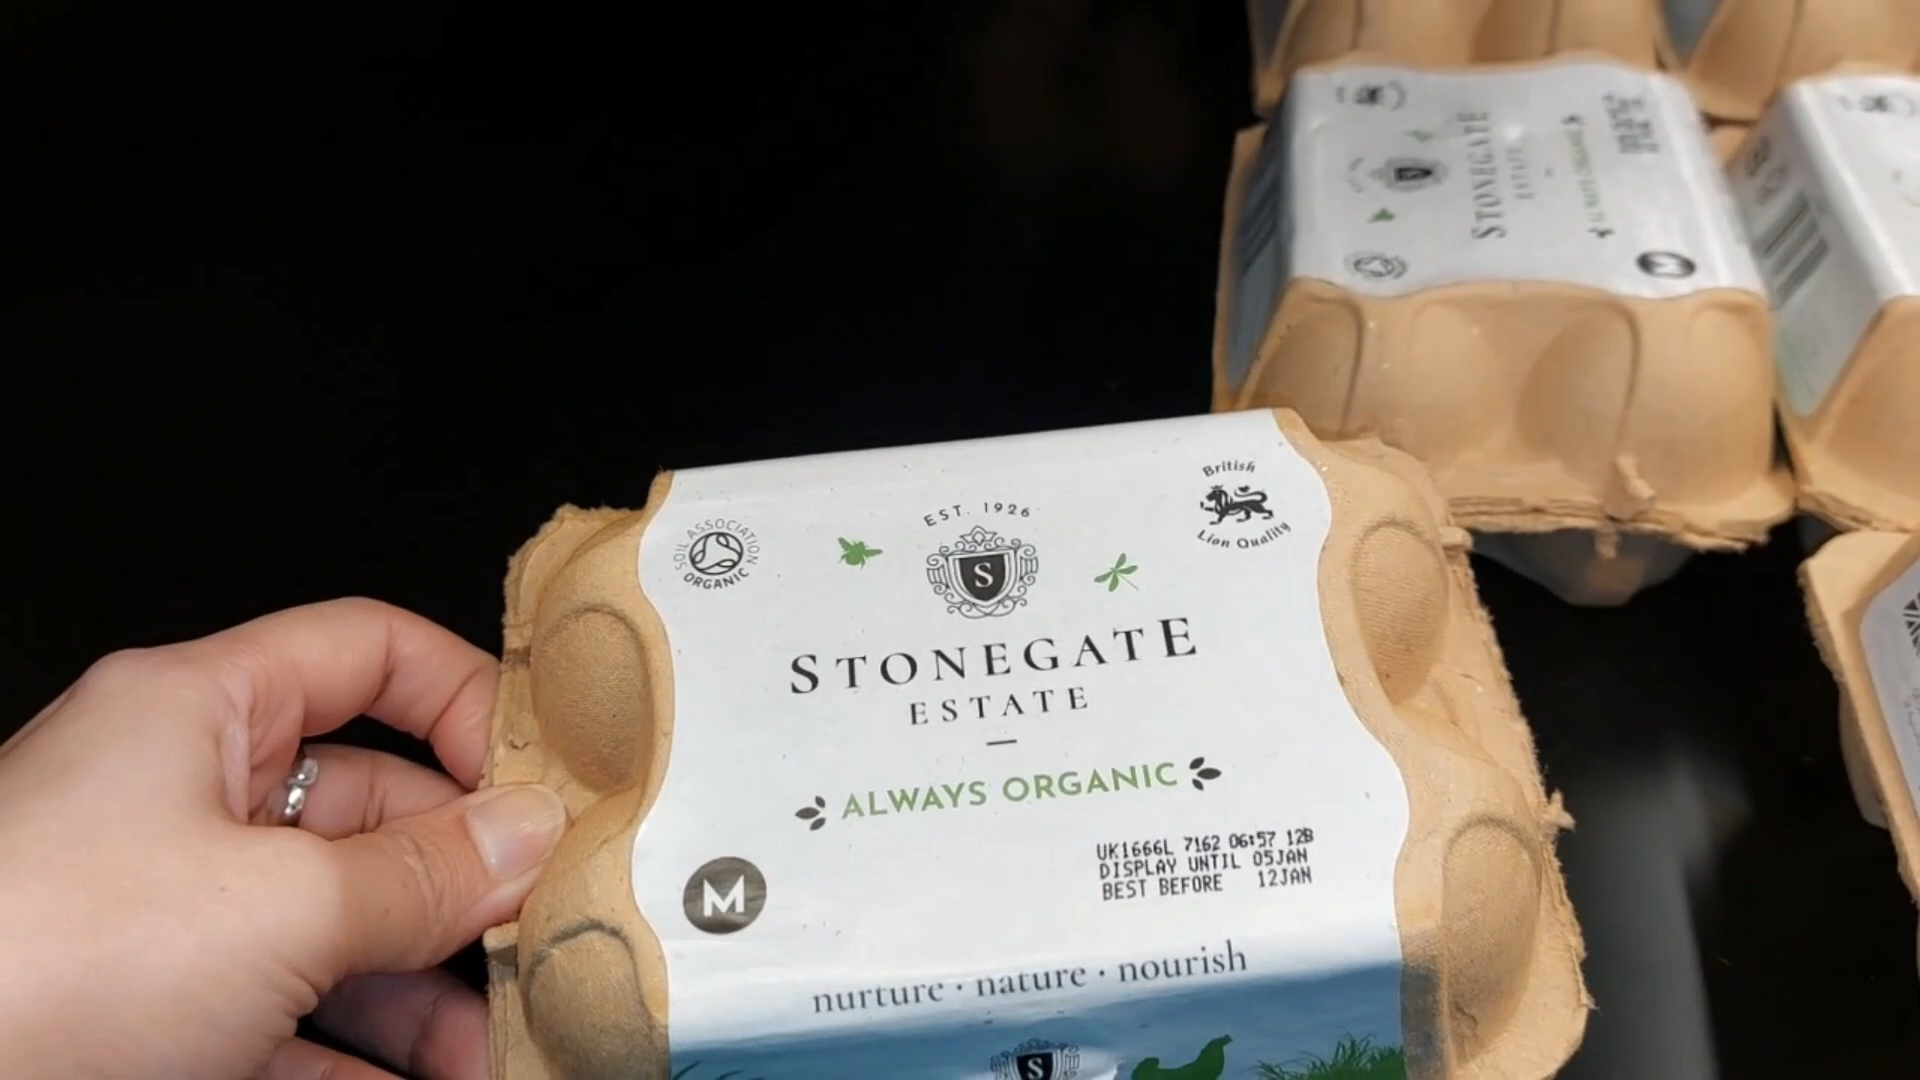 STONEGATE
ESTATE
SOIL ASSOCIATION
ORGANIC
EST. 1926
S
British
Lion Quality
STONEGATE
ESTATE
ALWAYS ORGANIC
UK1666L 7162 06:57 12B
DISPLAY UNTIL 05JAN
BEST BEFORE 12JAN
M
nurture · nature · nourish
S